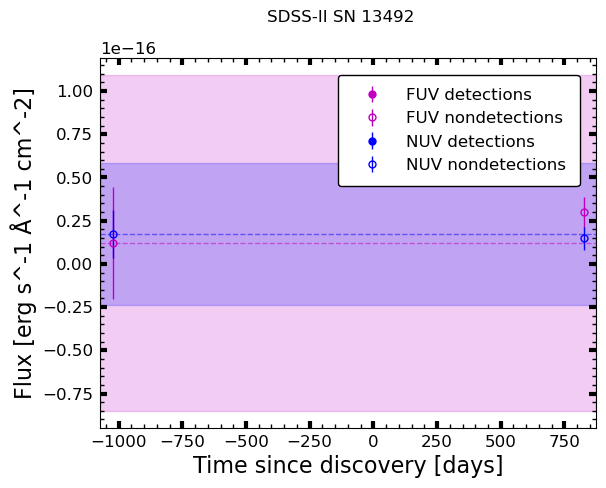 SDSS-II SN 13492
1e−16
Flux [erg s^-1 Å^-1 cm^-2]
1.00
0.75
0.50
0.25
0.00
−0.25
−0.50
−0.75
FUV detections
FUV nondetections
NUV detections
NUV nondetections
−1000 −750 −500 −250 0 250 500 750
Time since discovery [days]